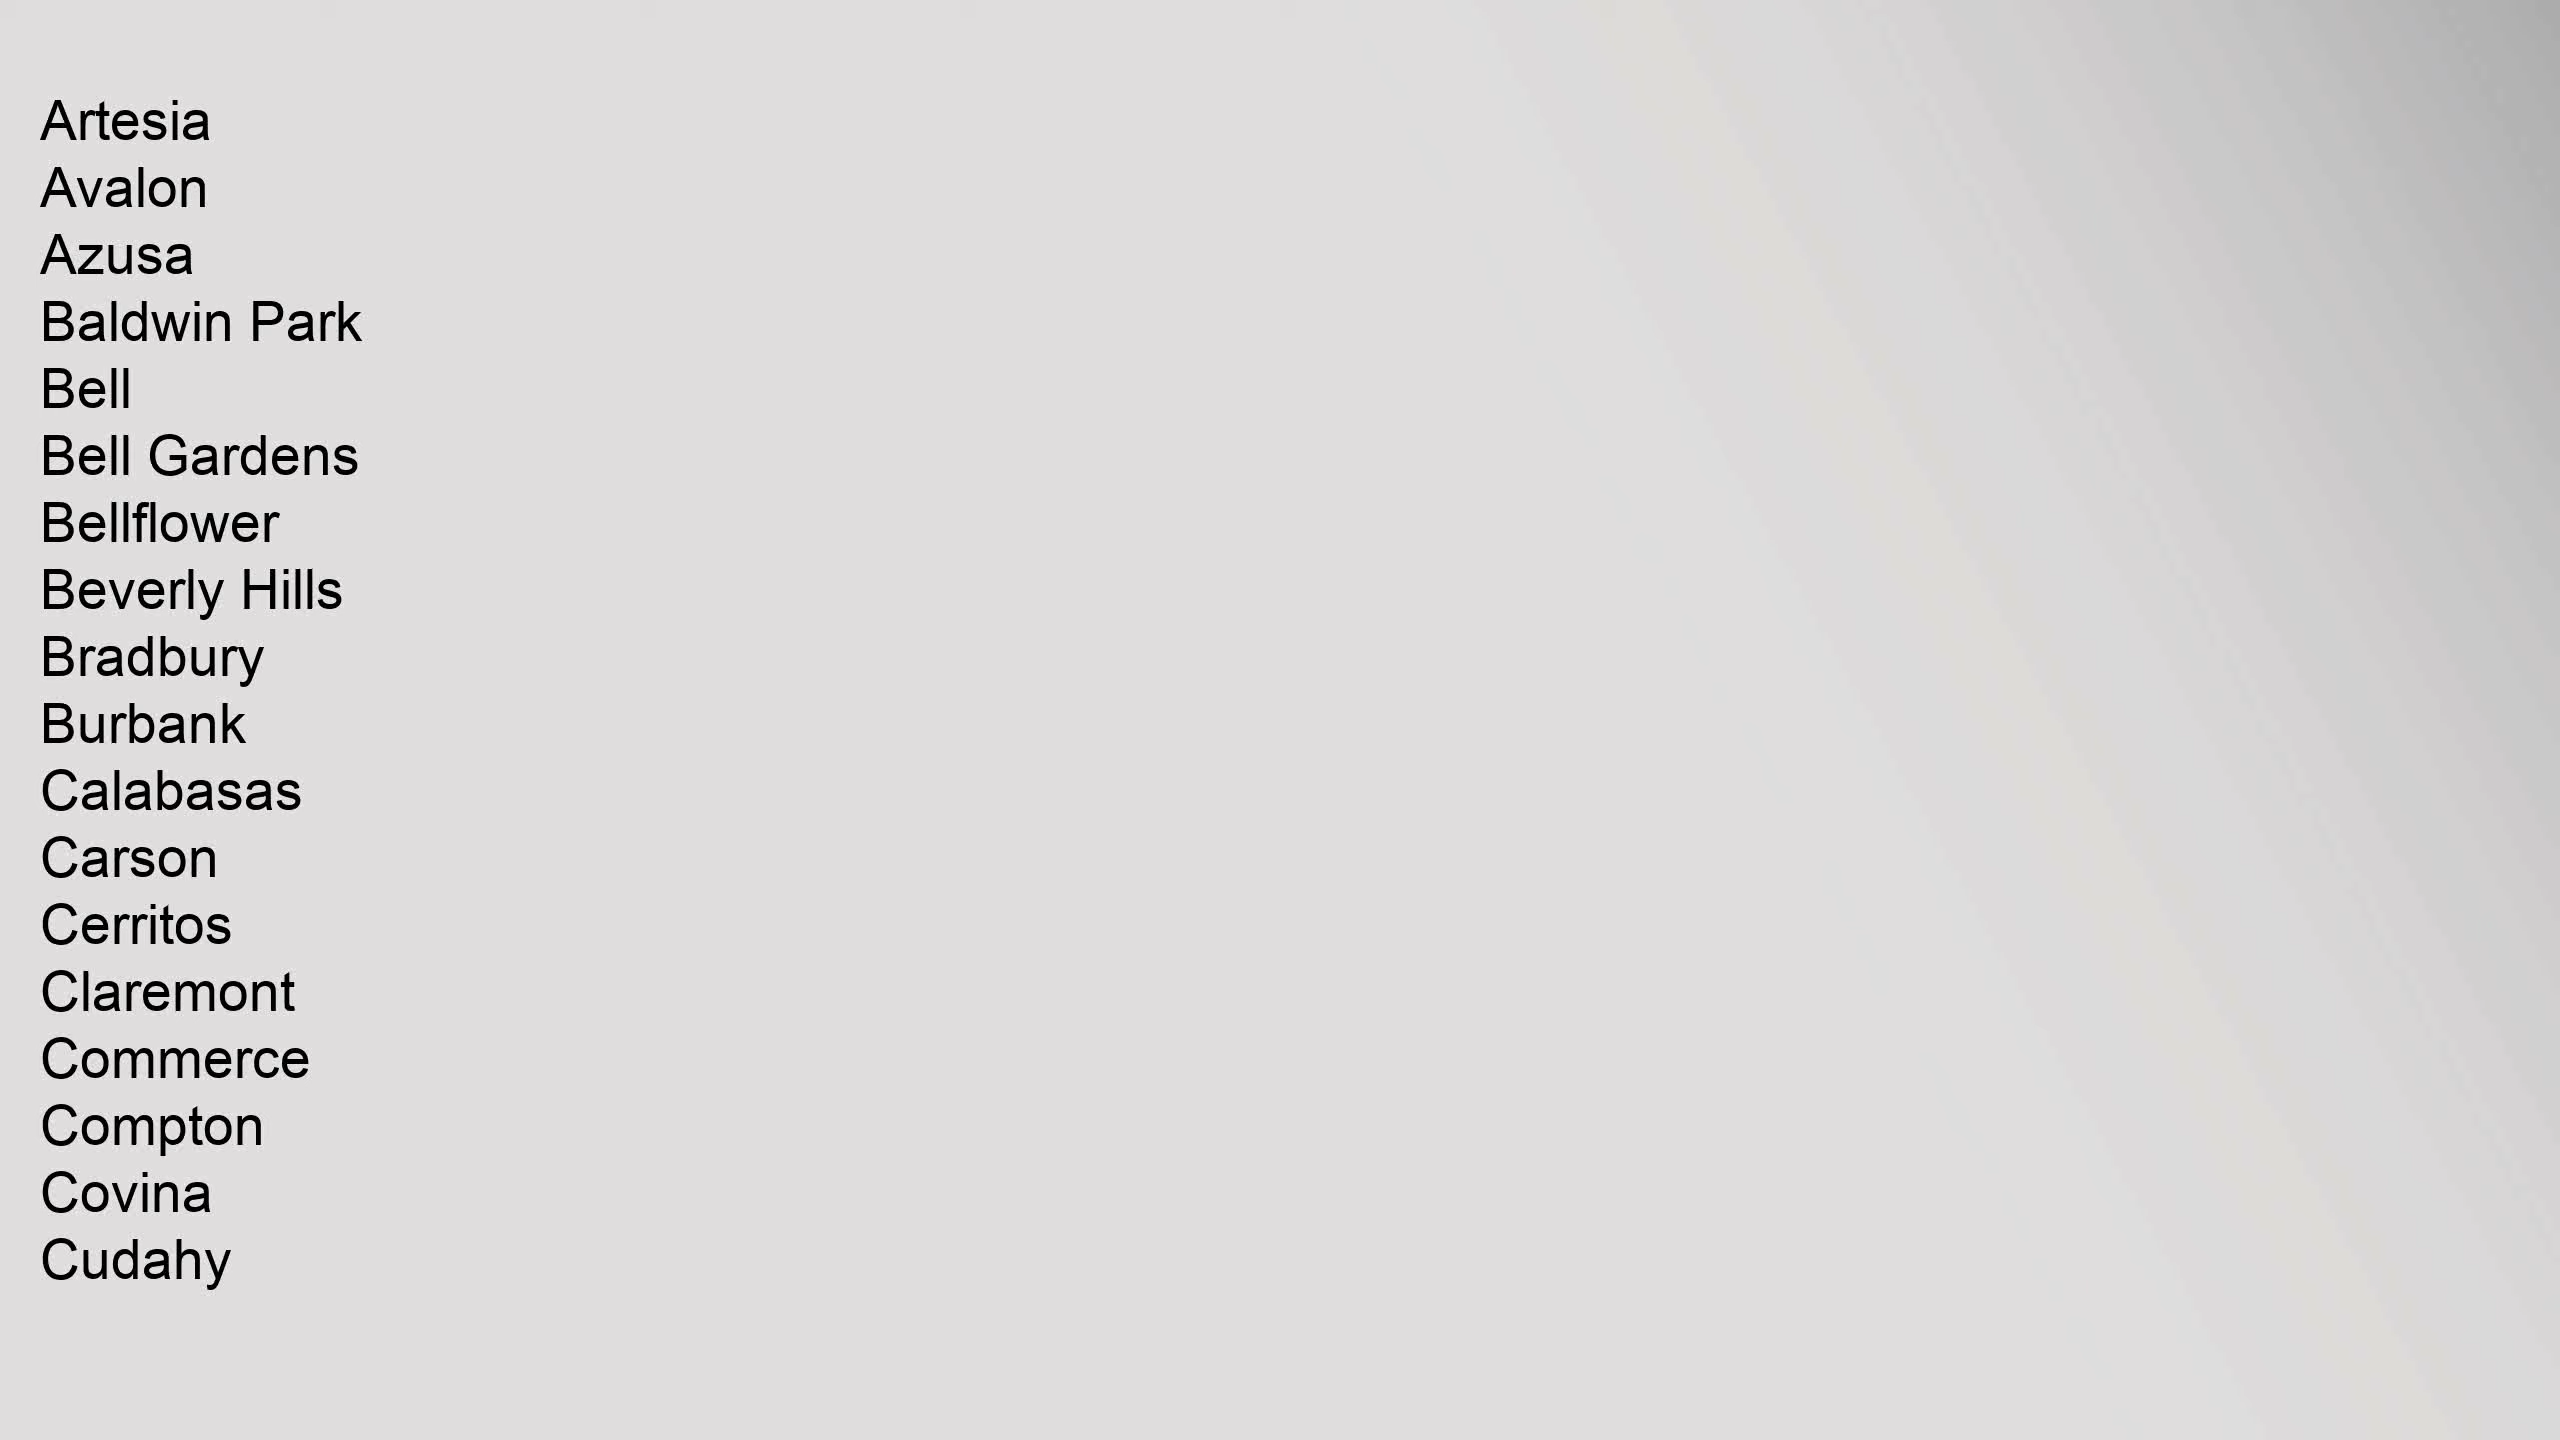 Artesia
Avalon
Azusa
Baldwin Park
Bell
Bell Gardens
Bellflower
Beverly Hills
Bradbury
Burbank
Calabasas
Carson
Cerritos
Claremont
Commerce
Compton
Covina
Cudahy